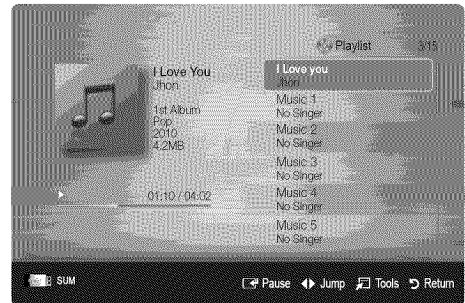 Playlist 3/15
I Love You
Jhon
1st Album
Pop
2010
4.2MB
01:10 / 04:02
I Love you
Jhon
Music 1
No Singer
Music 2
No Singer
Music 3
No Singer
Music 4
No Singer
Music 5
No Singer
SUM
Pause Jump Tools Return